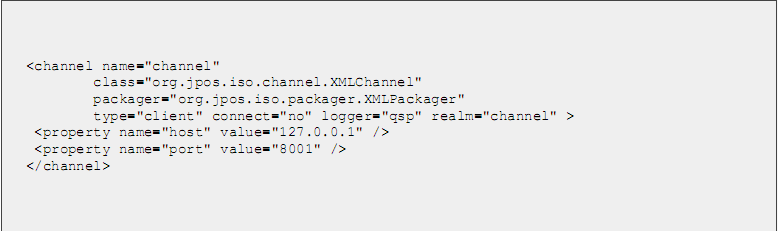 <channel name="channel"
class="org.jpos.iso.channel.XMLChannel"
packager="org.jpos.iso.packager.XMLPackager"
type="client" connect="no" logger="qsp" realm="channel" >
<property name="host" value="127.0.0.1" />
<property name="port" value="8001" />
</channel>